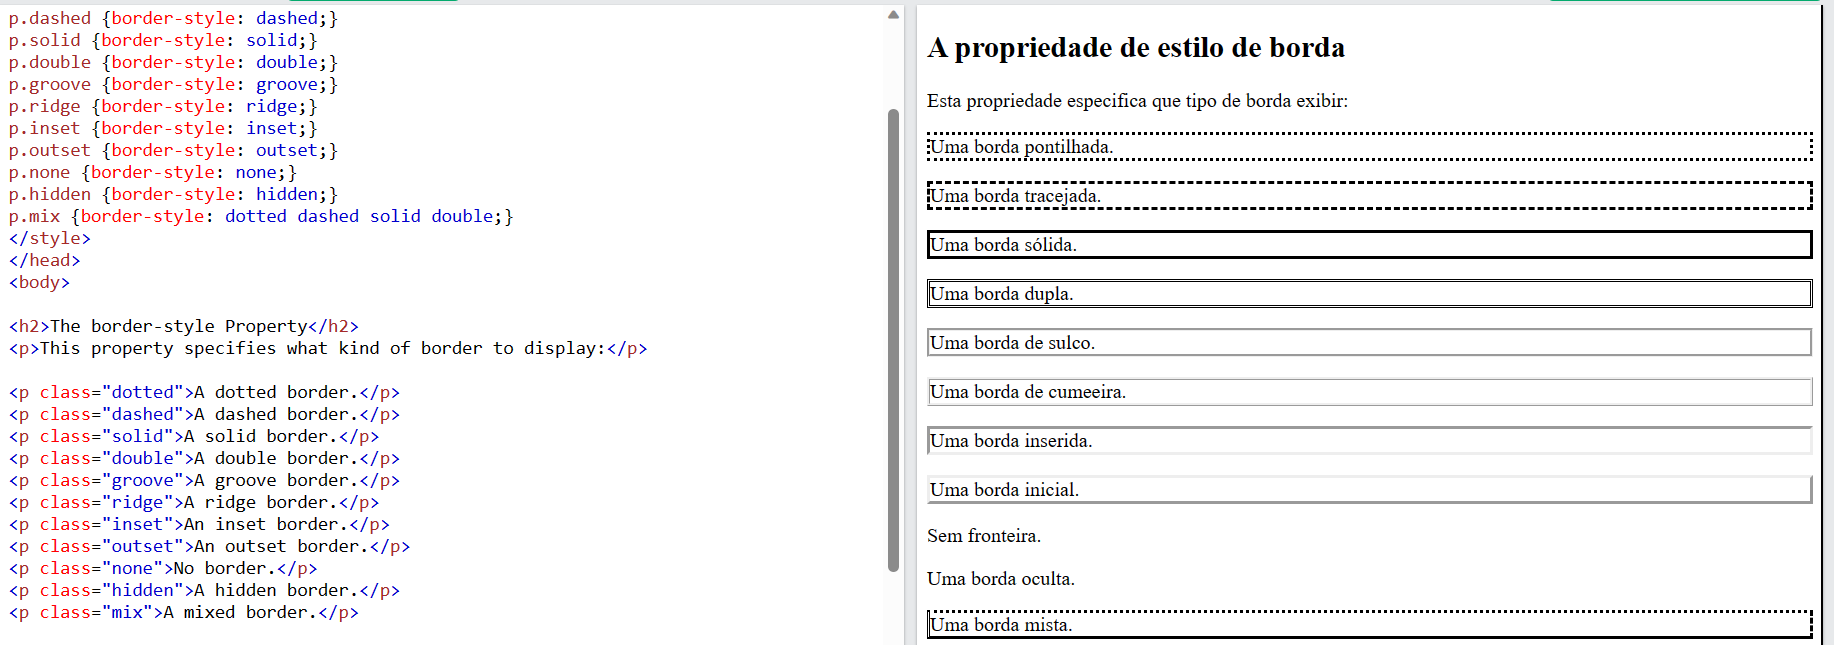 p.dashed {border-style: dashed;}
p.solid {border-style: solid;}
p.double {border-style: double;}
p.groove {border-style: groove;}
p.ridge {border-style: ridge;}
p.inset {border-style: inset;}
p.outset {border-style: outset;}
p.none {border-style: none;}
p.hidden {border-style: hidden;}
p.mix {border-style: dotted dashed solid double;}
</style>
</head>
<body>
<h2>The border-style Property</h2>
<p>This property specifies what kind of border to display:</p>
<p class="dotted">A dotted border.</p>
<p class="dashed">A dashed border.</p>
<p class="solid">A solid border.</p>
<p class="double">A double border.</p>
<p class="groove">A groove border.</p>
<p class="ridge">A ridge border.</p>
<p class="inset">An inset border.</p>
<p class="outset">An outset border.</p>
<p class="none">No border.</p>
<p class="hidden">A hidden border.</p>
<p class="mix">A mixed border.</p>
A propriedade de estilo de borda
Esta propriedade especifica que tipo de borda exibir:
Uma borda pontilhada.
Uma borda tracejada.
Uma borda sólida.
Uma borda dupla.
Uma borda de sulco.
Uma borda de cumeeira.
Uma borda inserida.
Uma borda inicial.
Sem fronteira.
Uma borda oculta.
Uma borda mista.